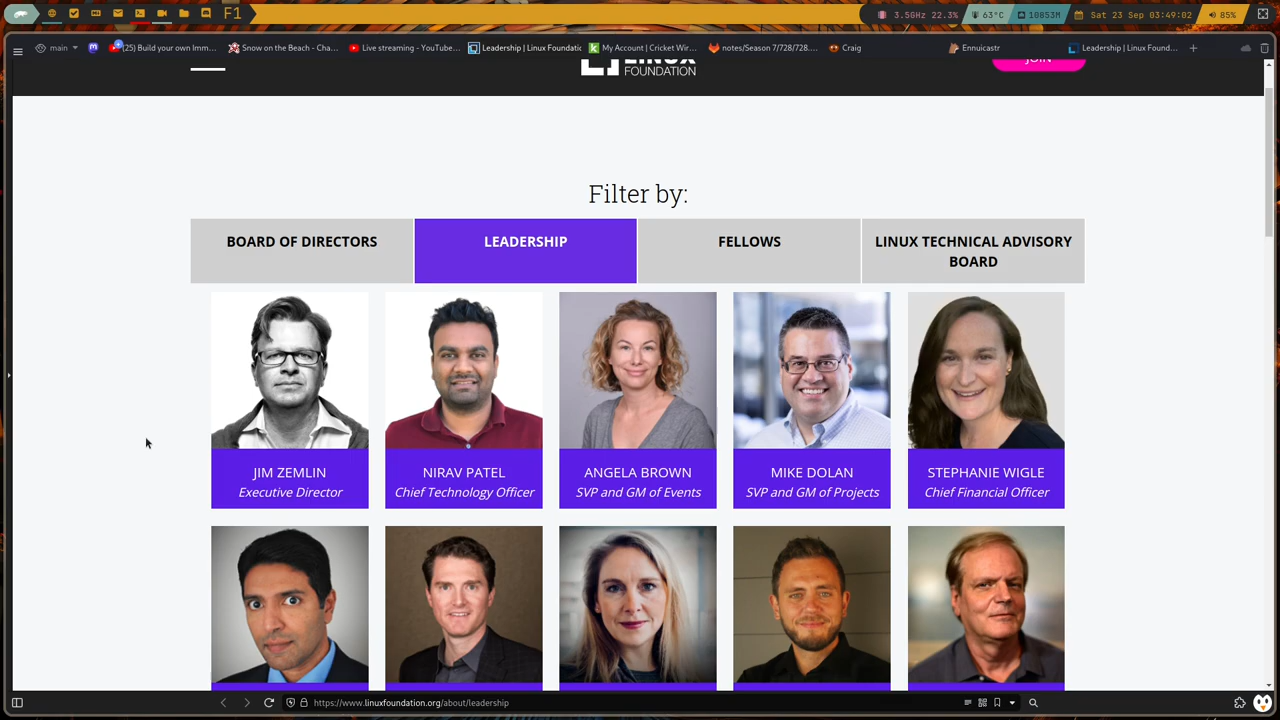 F1
3.5GHz 22.3%
63°C
10853M
Sat 23 Sep 03:49:02
85%
main
(25) Build your own Imm...
Snow on the Beach - Cha...
Live streaming - YouTube...
Leadership | Linux Foundatio
My Account | Cricket Wir...
notes/Season 7/728/728....
Craig
Ennuicastr
Leadership | Linux Found...
LINUX
FOUNDATION
JOIN
Filter by:
BOARD OF DIRECTORS
LEADERSHIP
FELLOWS
LINUX TECHNICAL ADVISORY
BOARD
JIM ZEMLIN
Executive Director
NIRAV PATEL
Chief Technology Officer
ANGELA BROWN
SVP and GM of Events
MIKE DOLAN
SVP and GM of Projects
STEPHANIE WIGLE
Chief Financial Officer
https://www.linuxfoundation.org/about/leadership